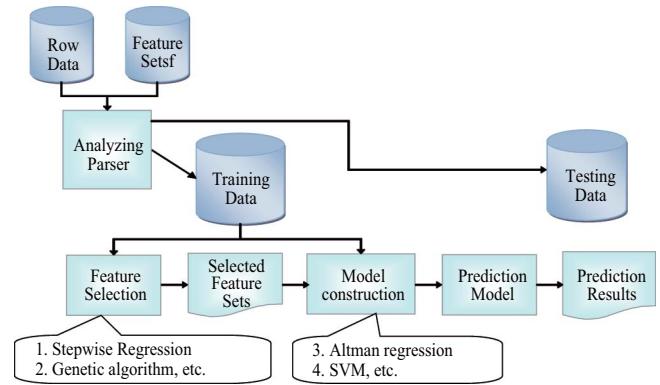 Row
Data
Feature
Setsf
Analyzing
Parser
Training
Data
Testing
Data
Feature
Selection
Selected
Feature
Sets
Model
construction
Prediction
Model
Prediction
Results
1. Stepwise Regression
2. Genetic algorithm, etc.
3. Altman regression
4. SVM, etc.